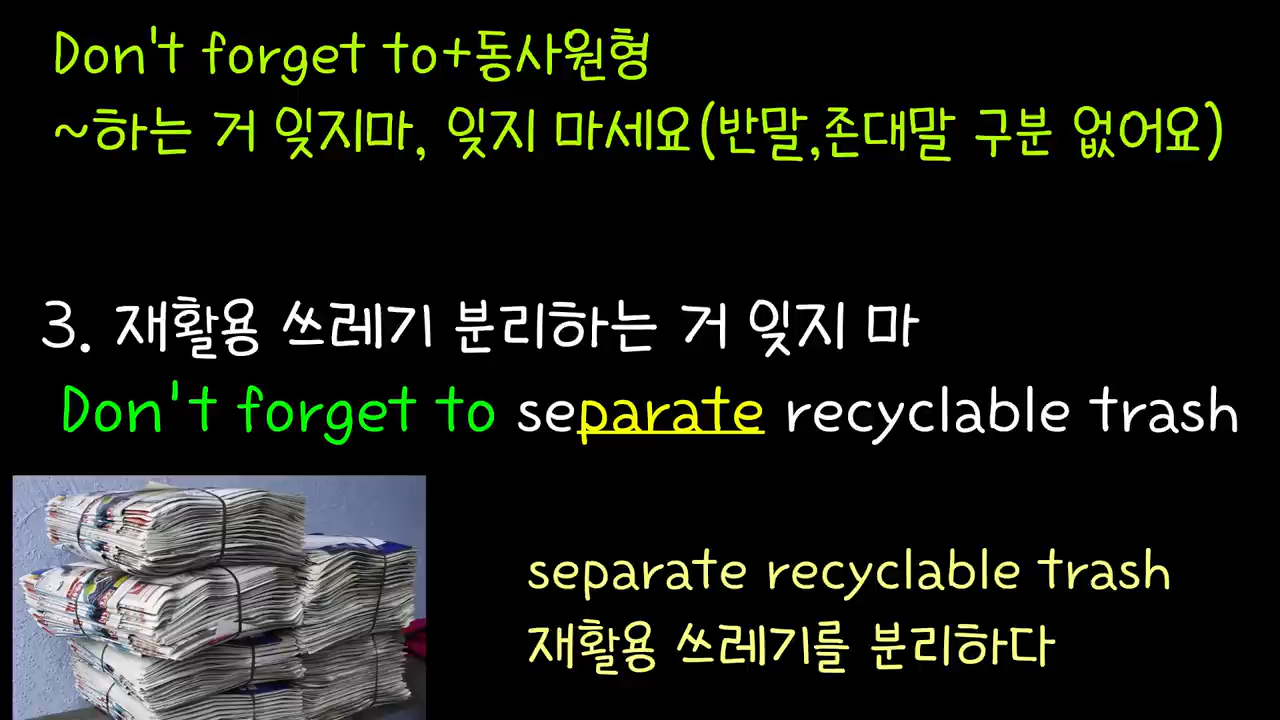 Don't forget to+동사원형
~하는 거 잊지마, 잊지 마세요(반말,존대말 구분 없어요)
3. 재활용 쓰레기 분리하는 거 잊지 마
Don't forget to separate recyclable trash
separate recyclable trash
재활용 쓰레기를 분리하다